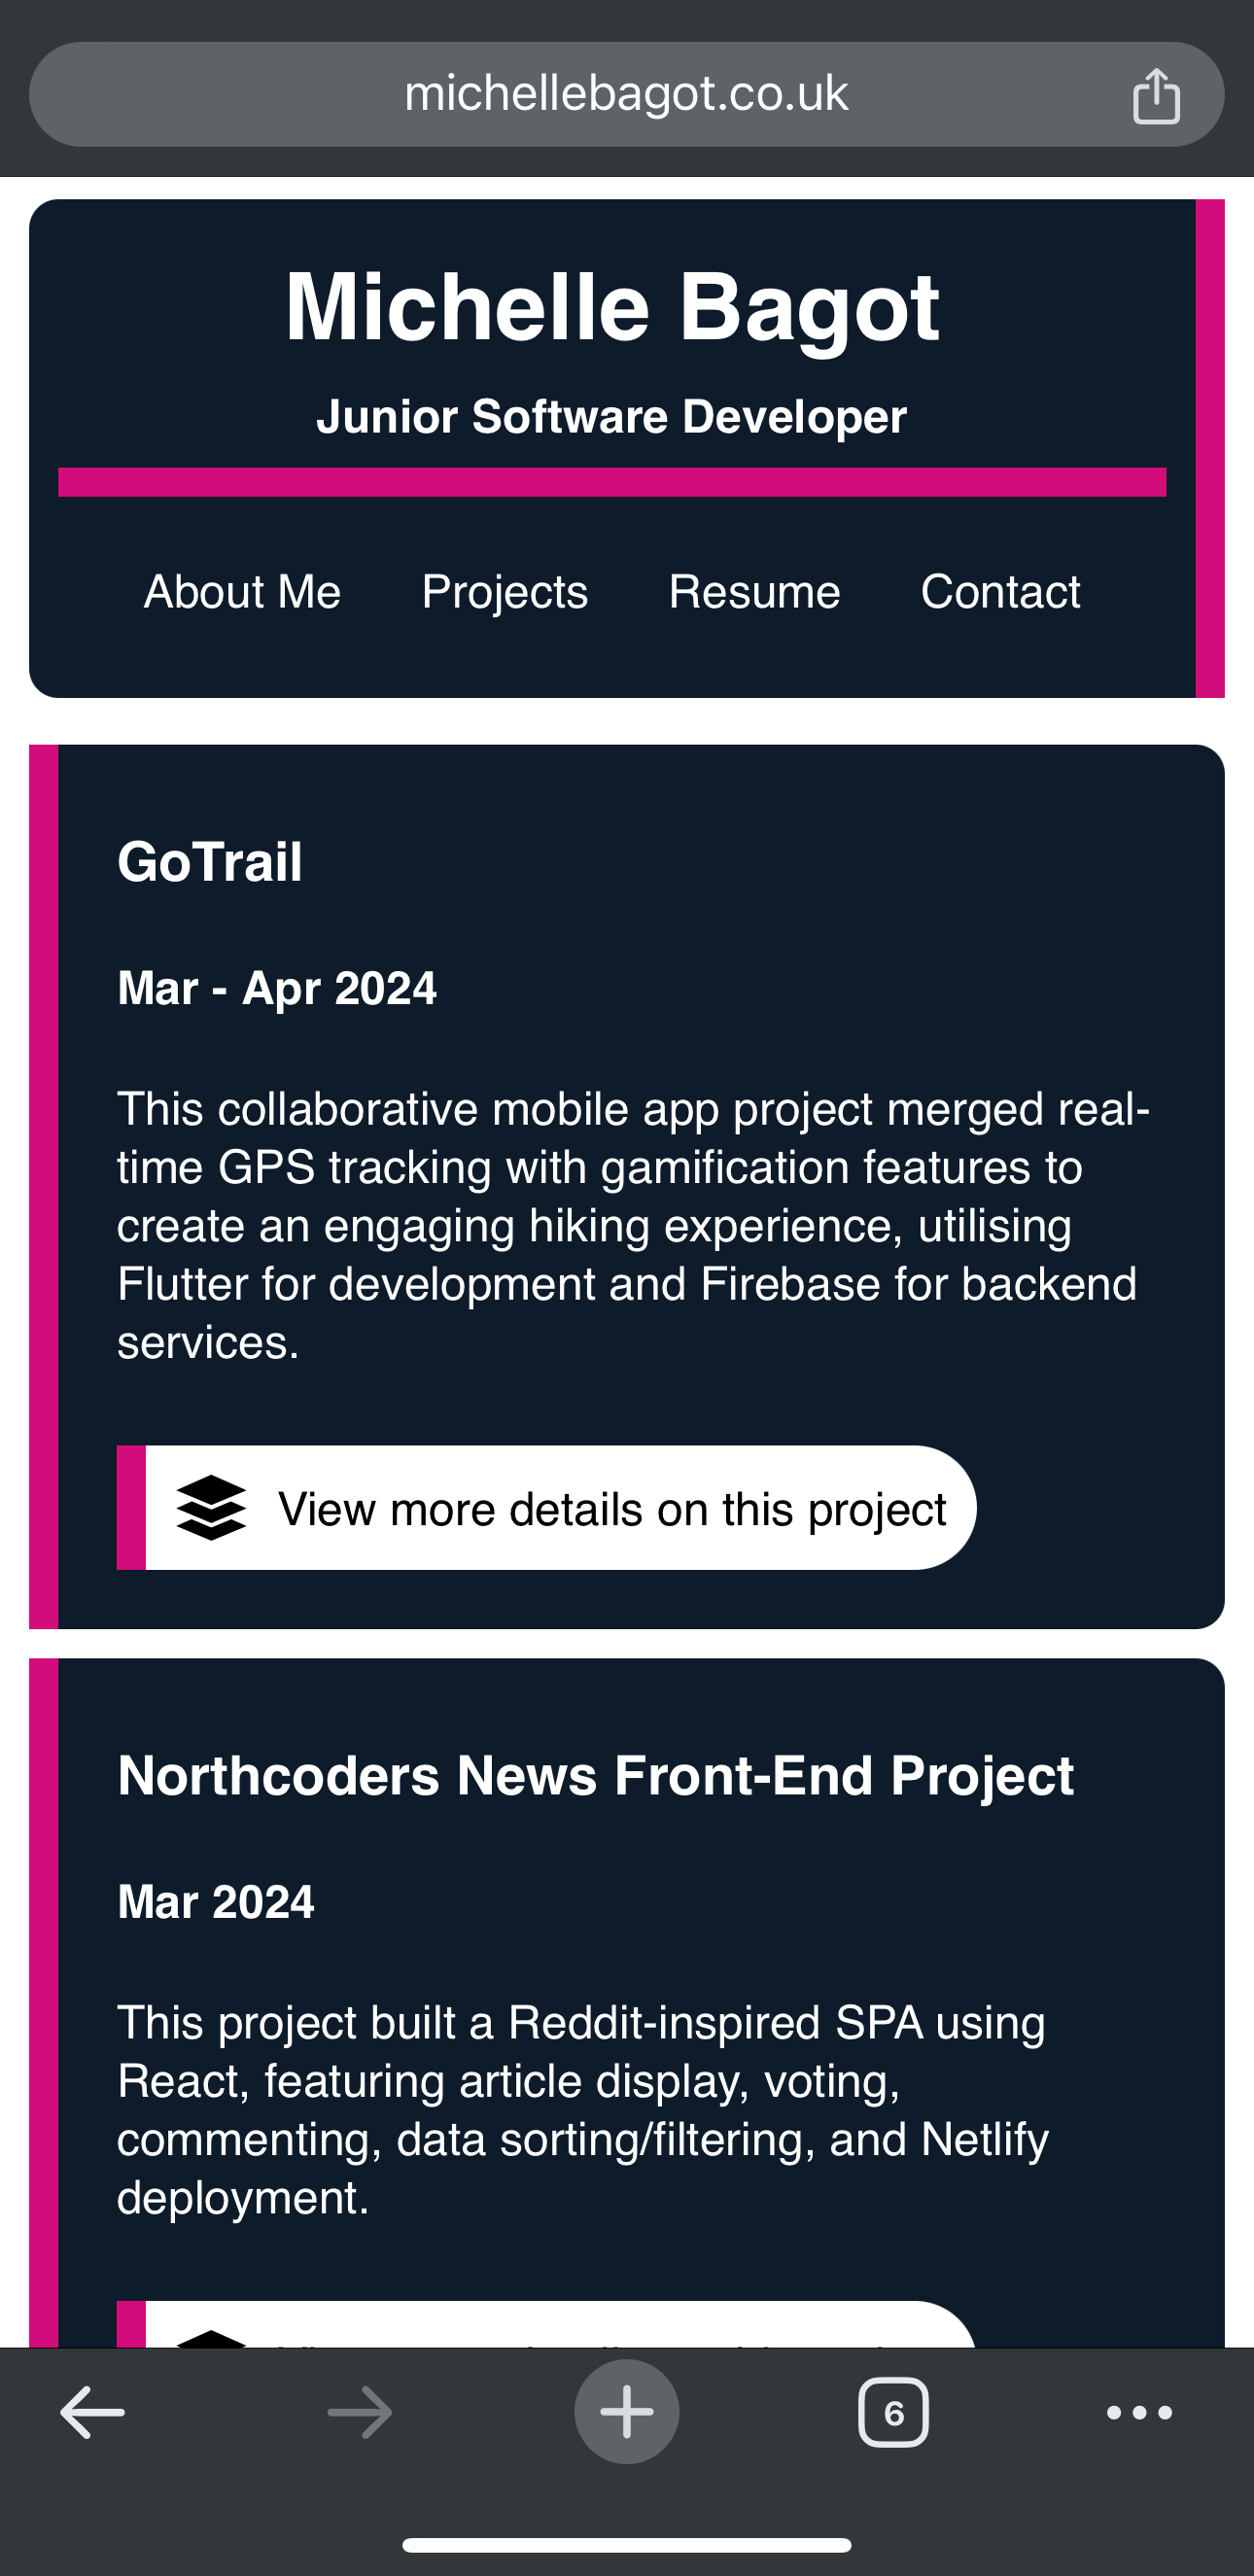 michellebagot.co.uk
Michelle Bagot
Junior Software Developer
About Me Projects Resume Contact
GoTrail
Mar - Apr 2024
This collaborative mobile app project merged real-
time GPS tracking with gamification features to
create an engaging hiking experience, utilising
Flutter for development and Firebase for backend
services.
View more details on this project
Northcoders News Front-End Project
Mar 2024
This project built a Reddit-inspired SPA using
React, featuring article display, voting,
commenting, data sorting/filtering, and Netlify
deployment.
6